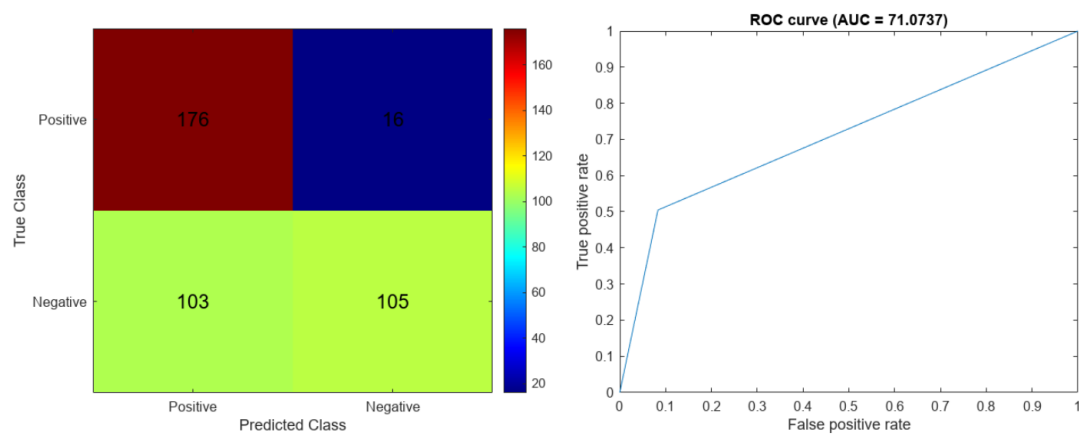 True Class
Positive
Negative
176
16
103
105
Positive
Negative
Predicted Class
160
140
120
100
80
60
40
20
ROC curve (AUC = 71.0737)
True positive rate
1
0.9
0.8
0.7
0.6
0.5
0.4
0.3
0.2
0.1
0
0 0.1 0.2 0.3 0.4 0.5 0.6 0.7 0.8 0.9 1
False positive rate